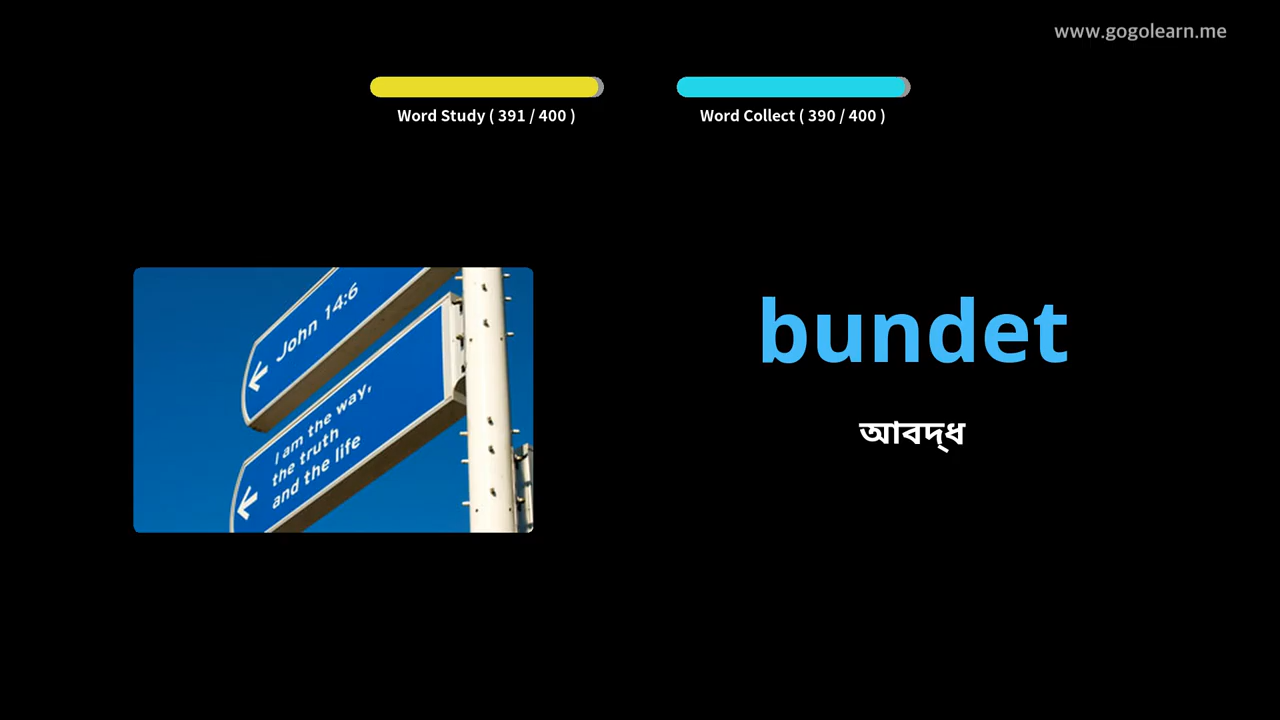 www.gogolearn.me
Word Study ( 391 / 400 )
Word Collect ( 390 / 400 )
John 14:6
I am the way,
the truth
and the life
bundet
আবদ্ধ